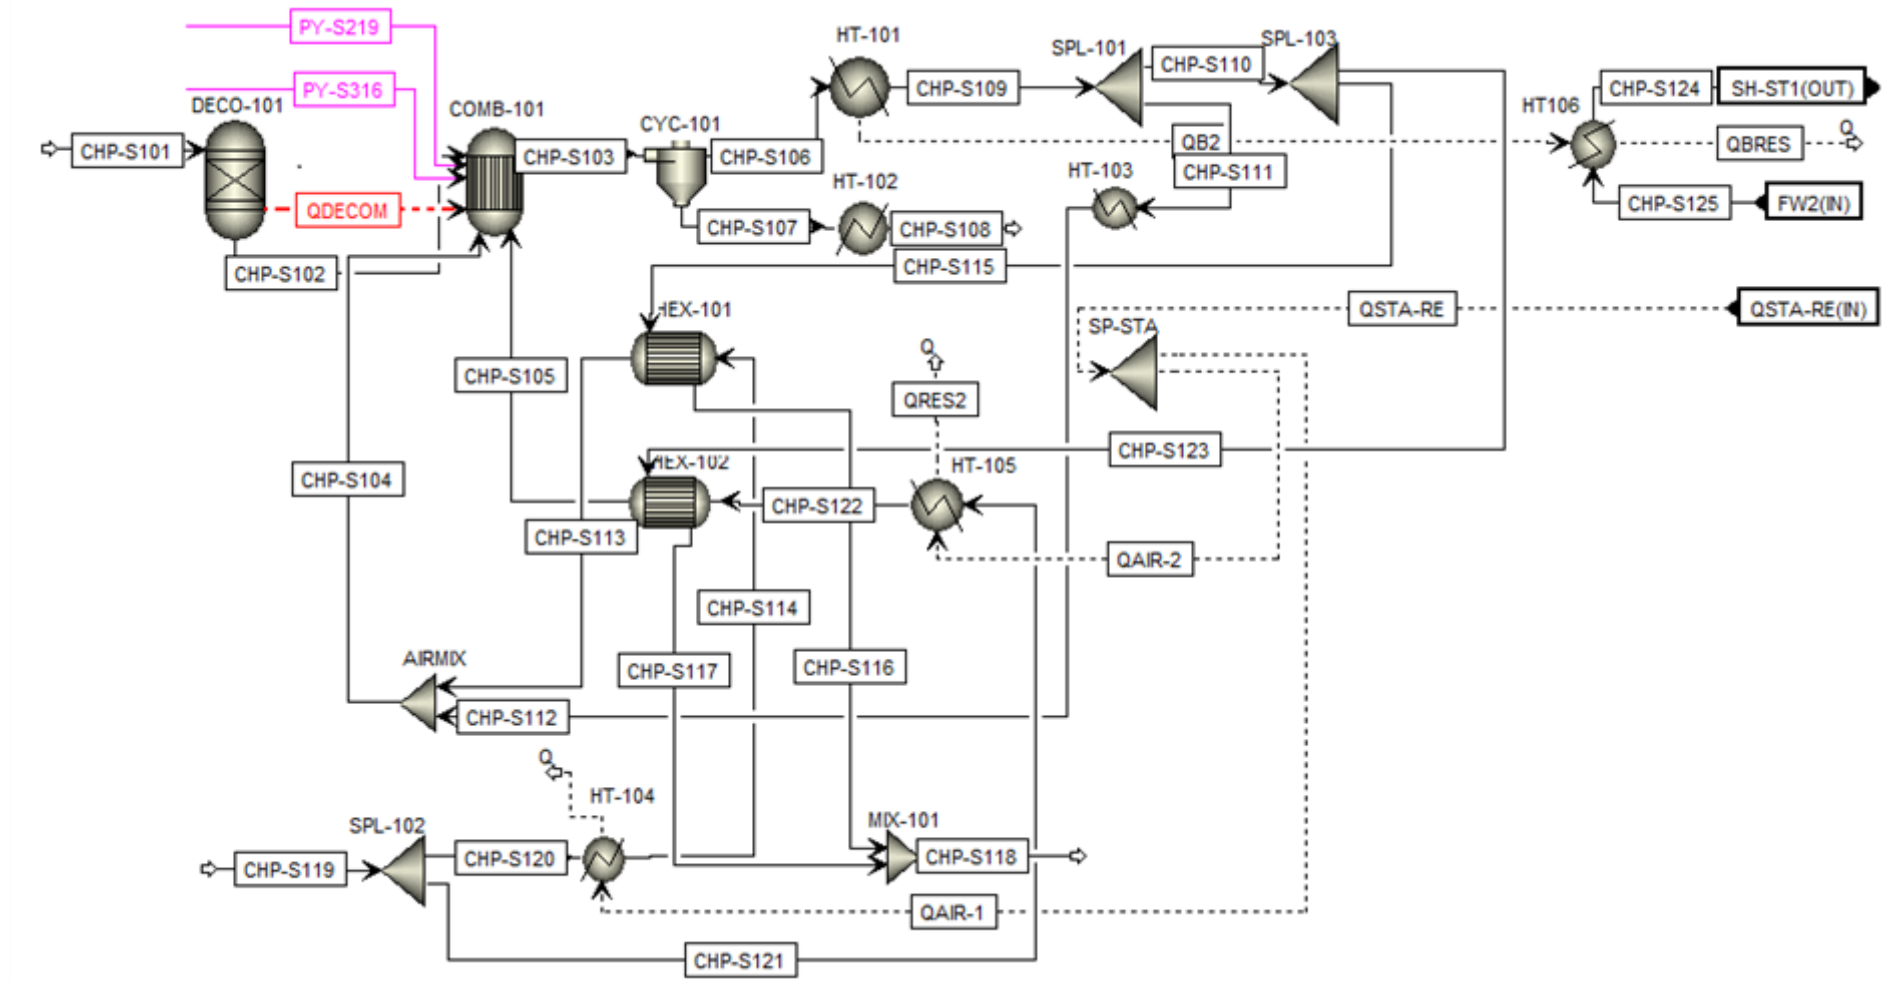 PY-S219
HT-101
SPL-101
SPL-103
CHP-S110
PY-S316
CHP-S109
CHP-S124
SH-ST1(OUT)
DECO-101
COMB-101
HT106
CYC-101
QB2
QBRES
Q
CHP-S101
CHP-S103
CHP-S106
CHP-S111
HT-102
HT-103
QDECOM
CHP-S125
FW2(IN)
CHP-S107
CHP-S108
CHP-S102
CHP-S115
HEX-101
QSTA-RE
QSTA-RE(IN)
SP-STA
Q
CHP-S105
QRES2
CHP-S123
HEX-102
HT-105
CHP-S104
CHP-S122
CHP-S113
QAIR-2
CHP-S114
AIRMIX
CHP-S117
CHP-S116
CHP-S112
Q
HT-104
SPL-102
MIX-101
CHP-S119
CHP-S120
CHP-S118
QAIR-1
CHP-S121